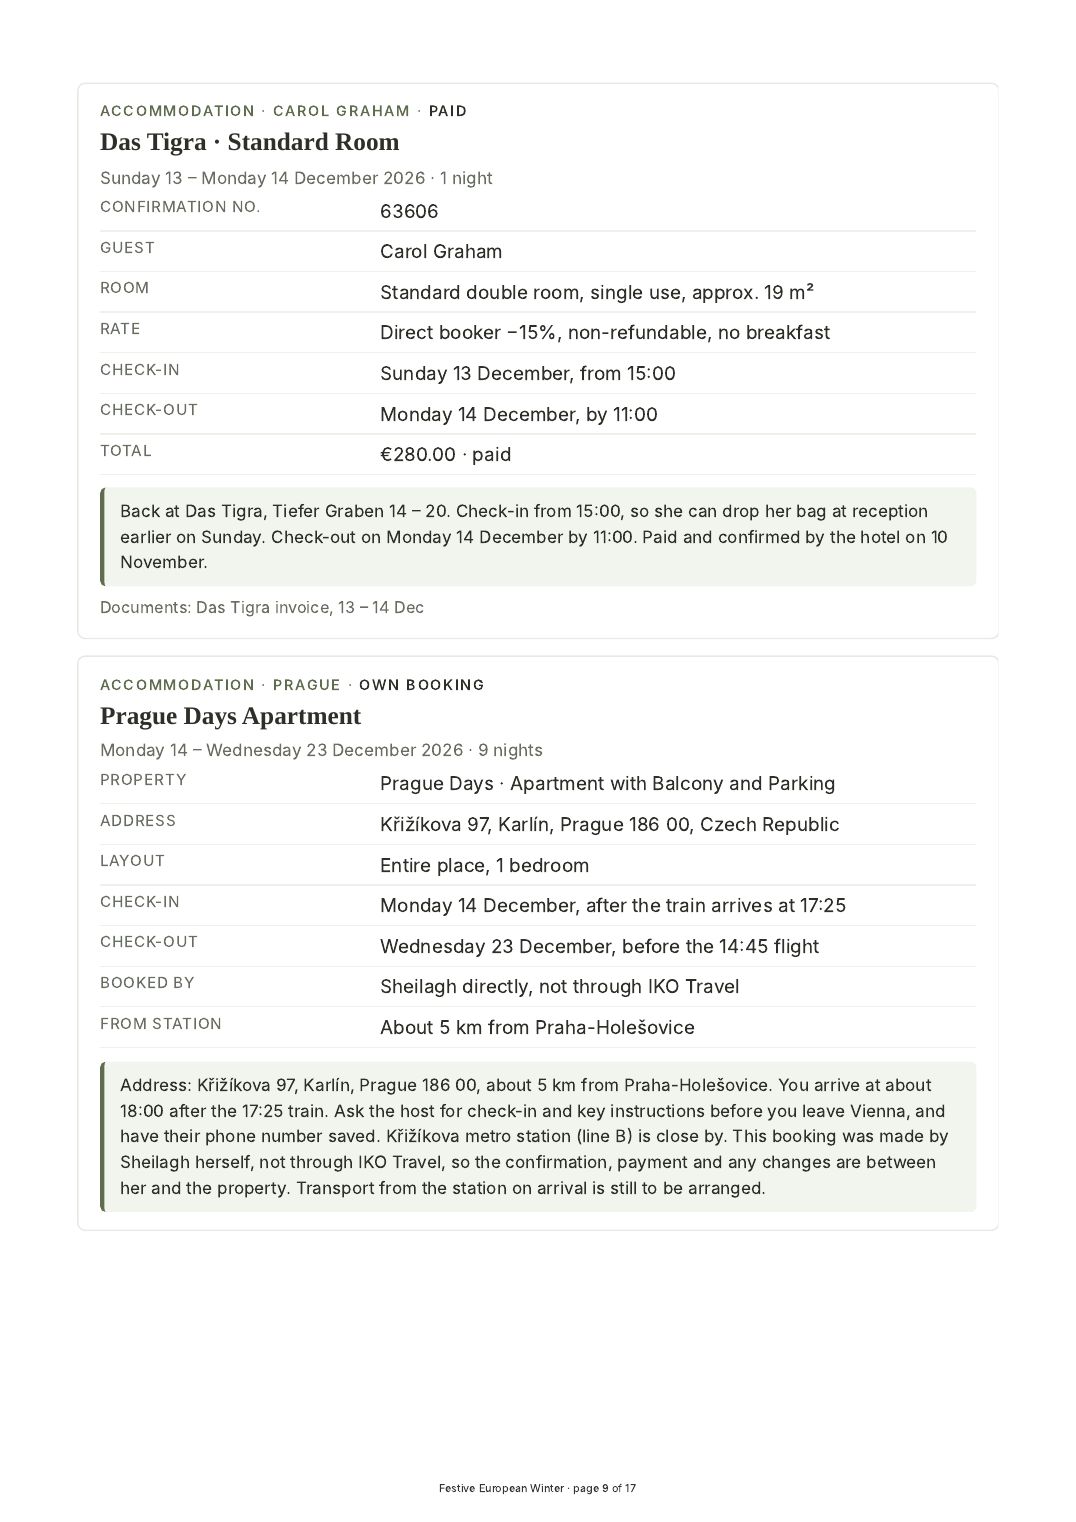 ACCOMMODATION · CAROL GRAHAM · PAID
Das Tigra · Standard Room
Sunday 13 – Monday 14 December 2026 · 1 night
CONFIRMATION NO. 63606
GUEST Carol Graham
ROOM Standard double room, single use, approx. 19 m²
RATE Direct booker −15%, non-refundable, no breakfast
CHECK-IN Sunday 13 December, from 15:00
CHECK-OUT Monday 14 December, by 11:00
TOTAL €280.00 · paid
Back at Das Tigra, Tiefer Graben 14 – 20. Check-in from 15:00, so she can drop her bag at reception
earlier on Sunday. Check-out on Monday 14 December by 11:00. Paid and confirmed by the hotel on 10
November.
Documents: Das Tigra invoice, 13 – 14 Dec
ACCOMMODATION · PRAGUE · OWN BOOKING
Prague Days Apartment
Monday 14 – Wednesday 23 December 2026 · 9 nights
PROPERTY Prague Days · Apartment with Balcony and Parking
ADDRESS Křižíkova 97, Karlín, Prague 186 00, Czech Republic
LAYOUT Entire place, 1 bedroom
CHECK-IN Monday 14 December, after the train arrives at 17:25
CHECK-OUT Wednesday 23 December, before the 14:45 flight
BOOKED BY Sheilagh directly, not through IKO Travel
FROM STATION About 5 km from Praha-Holešovice
Address: Křižíkova 97, Karlín, Prague 186 00, about 5 km from Praha-Holešovice. You arrive at about
18:00 after the 17:25 train. Ask the host for check-in and key instructions before you leave Vienna, and
have their phone number saved. Křižíkova metro station (line B) is close by. This booking was made by
Sheilagh herself, not through IKO Travel, so the confirmation, payment and any changes are between
her and the property. Transport from the station on arrival is still to be arranged.
Festive European Winter · page 9 of 17